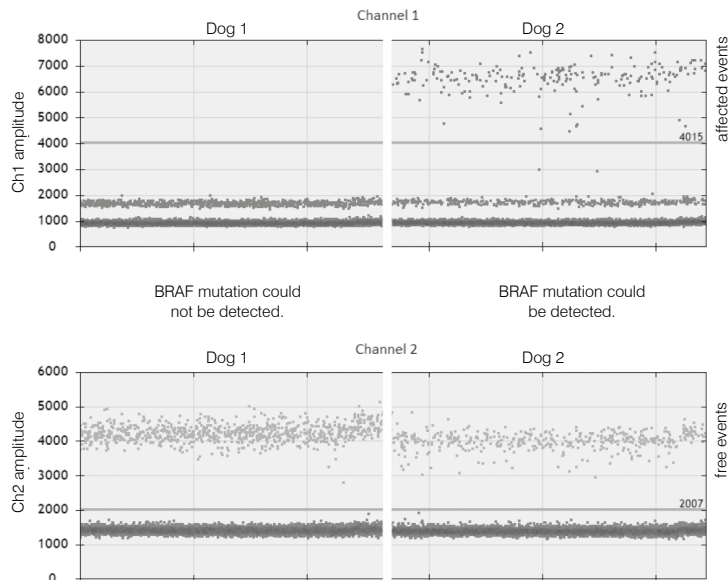 Channel 1
Dog 1
Dog 2
8000
7000
6000
5000
4000
3000
2000
1000
0
Ch1 amplitude
4015
affected events
BRAF mutation could
not be detected.
BRAF mutation could
be detected.
Channel 2
Dog 1
Dog 2
6000
5000
4000
3000
2000
1000
0
Ch2 amplitude
2007
free events